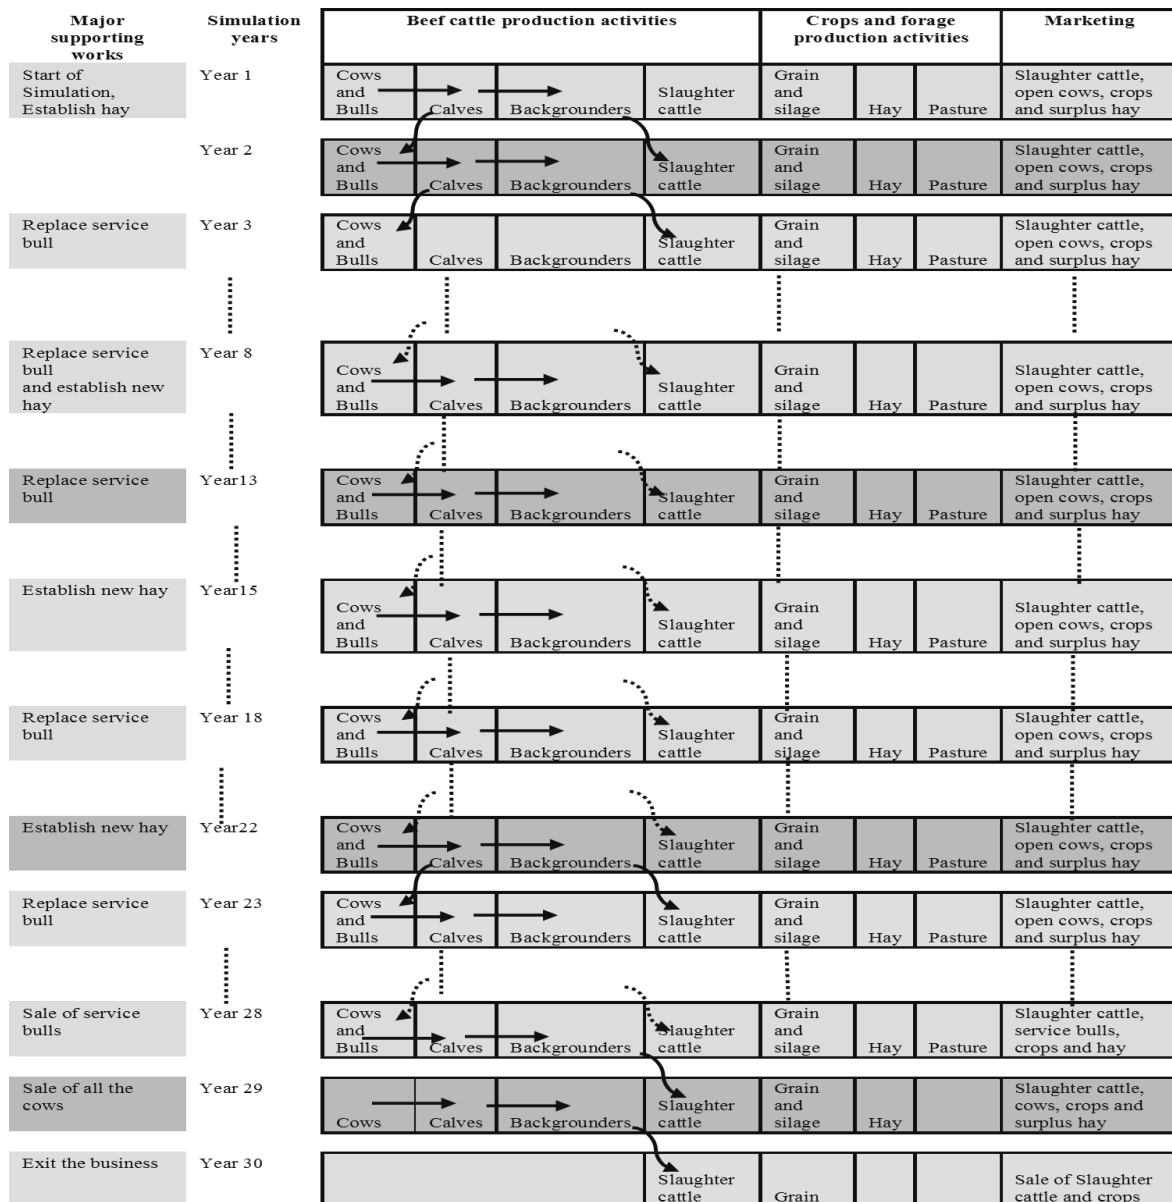 Major supporting works
Simulation years
Beef cattle production activities
Crops and forage production activities
Marketing
Start of Simulation, Establish hay
Year 1
Cows and Bulls
Calves
Backgrounders
Slaughter cattle
Grain and silage
Hay
Pasture
Slaughter cattle, open cows, crops and surplus hay
Year 2
Cows and Bulls
Calves
Backgrounders
Slaughter cattle
Grain and silage
Hay
Pasture
Slaughter cattle, open cows, crops and surplus hay
Replace service bull
Year 3
Cows and Bulls
Calves
Backgrounders
Slaughter cattle
Grain and silage
Hay
Pasture
Slaughter cattle, open cows, crops and surplus hay
Replace service bull and establish new hay
Year 8
Cows and Bulls
Calves
Backgrounders
Slaughter cattle
Grain and silage
Hay
Pasture
Slaughter cattle, open cows, crops and surplus hay
Replace service bull
Year13
Cows and Bulls
Calves
Backgrounders
Slaughter cattle
Grain and silage
Hay
Pasture
Slaughter cattle, open cows, crops and surplus hay
Establish new hay
Year15
Cows and Bulls
Calves
Backgrounders
Slaughter cattle
Grain and silage
Hay
Pasture
Slaughter cattle, open cows, crops and surplus hay
Replace service bull
Year 18
Cows and Bulls
Calves
Backgrounders
Slaughter cattle
Grain and silage
Hay
Pasture
Slaughter cattle, open cows, crops and surplus hay
Establish new hay
Year22
Cows and Bulls
Calves
Backgrounders
Slaughter cattle
Grain and silage
Hay
Pasture
Slaughter cattle, open cows, crops and surplus hay
Replace service bull
Year 23
Cows and Bulls
Calves
Backgrounders
Slaughter cattle
Grain and silage
Hay
Pasture
Slaughter cattle, open cows, crops and surplus hay
Sale of service bulls
Year 28
Cows and Bulls
Calves
Backgrounders
Slaughter cattle
Grain and silage
Hay
Pasture
Slaughter cattle, service bulls, crops and hay
Sale of all the cows
Year 29
Cows
Calves
Backgrounders
Slaughter cattle
Grain and silage
Hay
Slaughter cattle, cows, crops and surplus hay
Exit the business
Year 30
Slaughter cattle
Grain
Sale of Slaughter cattle and crops